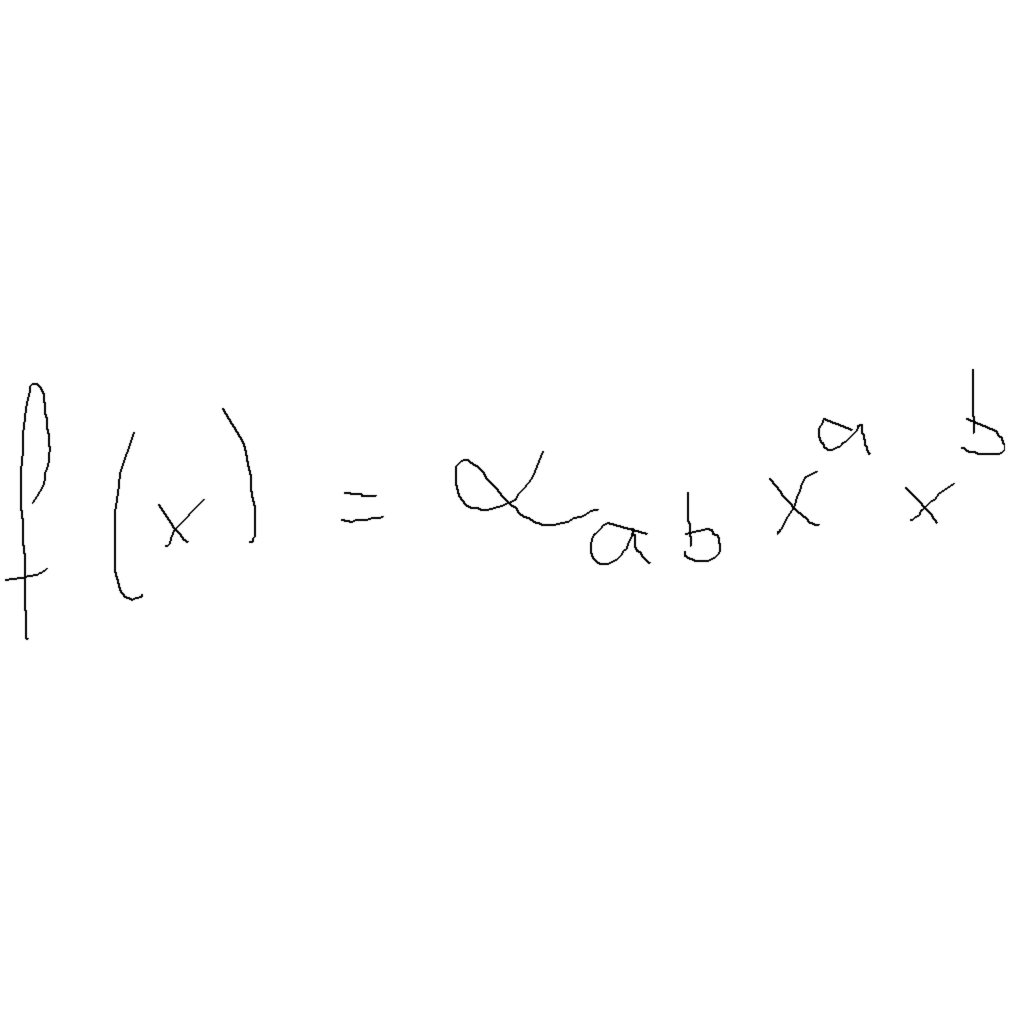 f(x) = α_{ab} x^a x^b